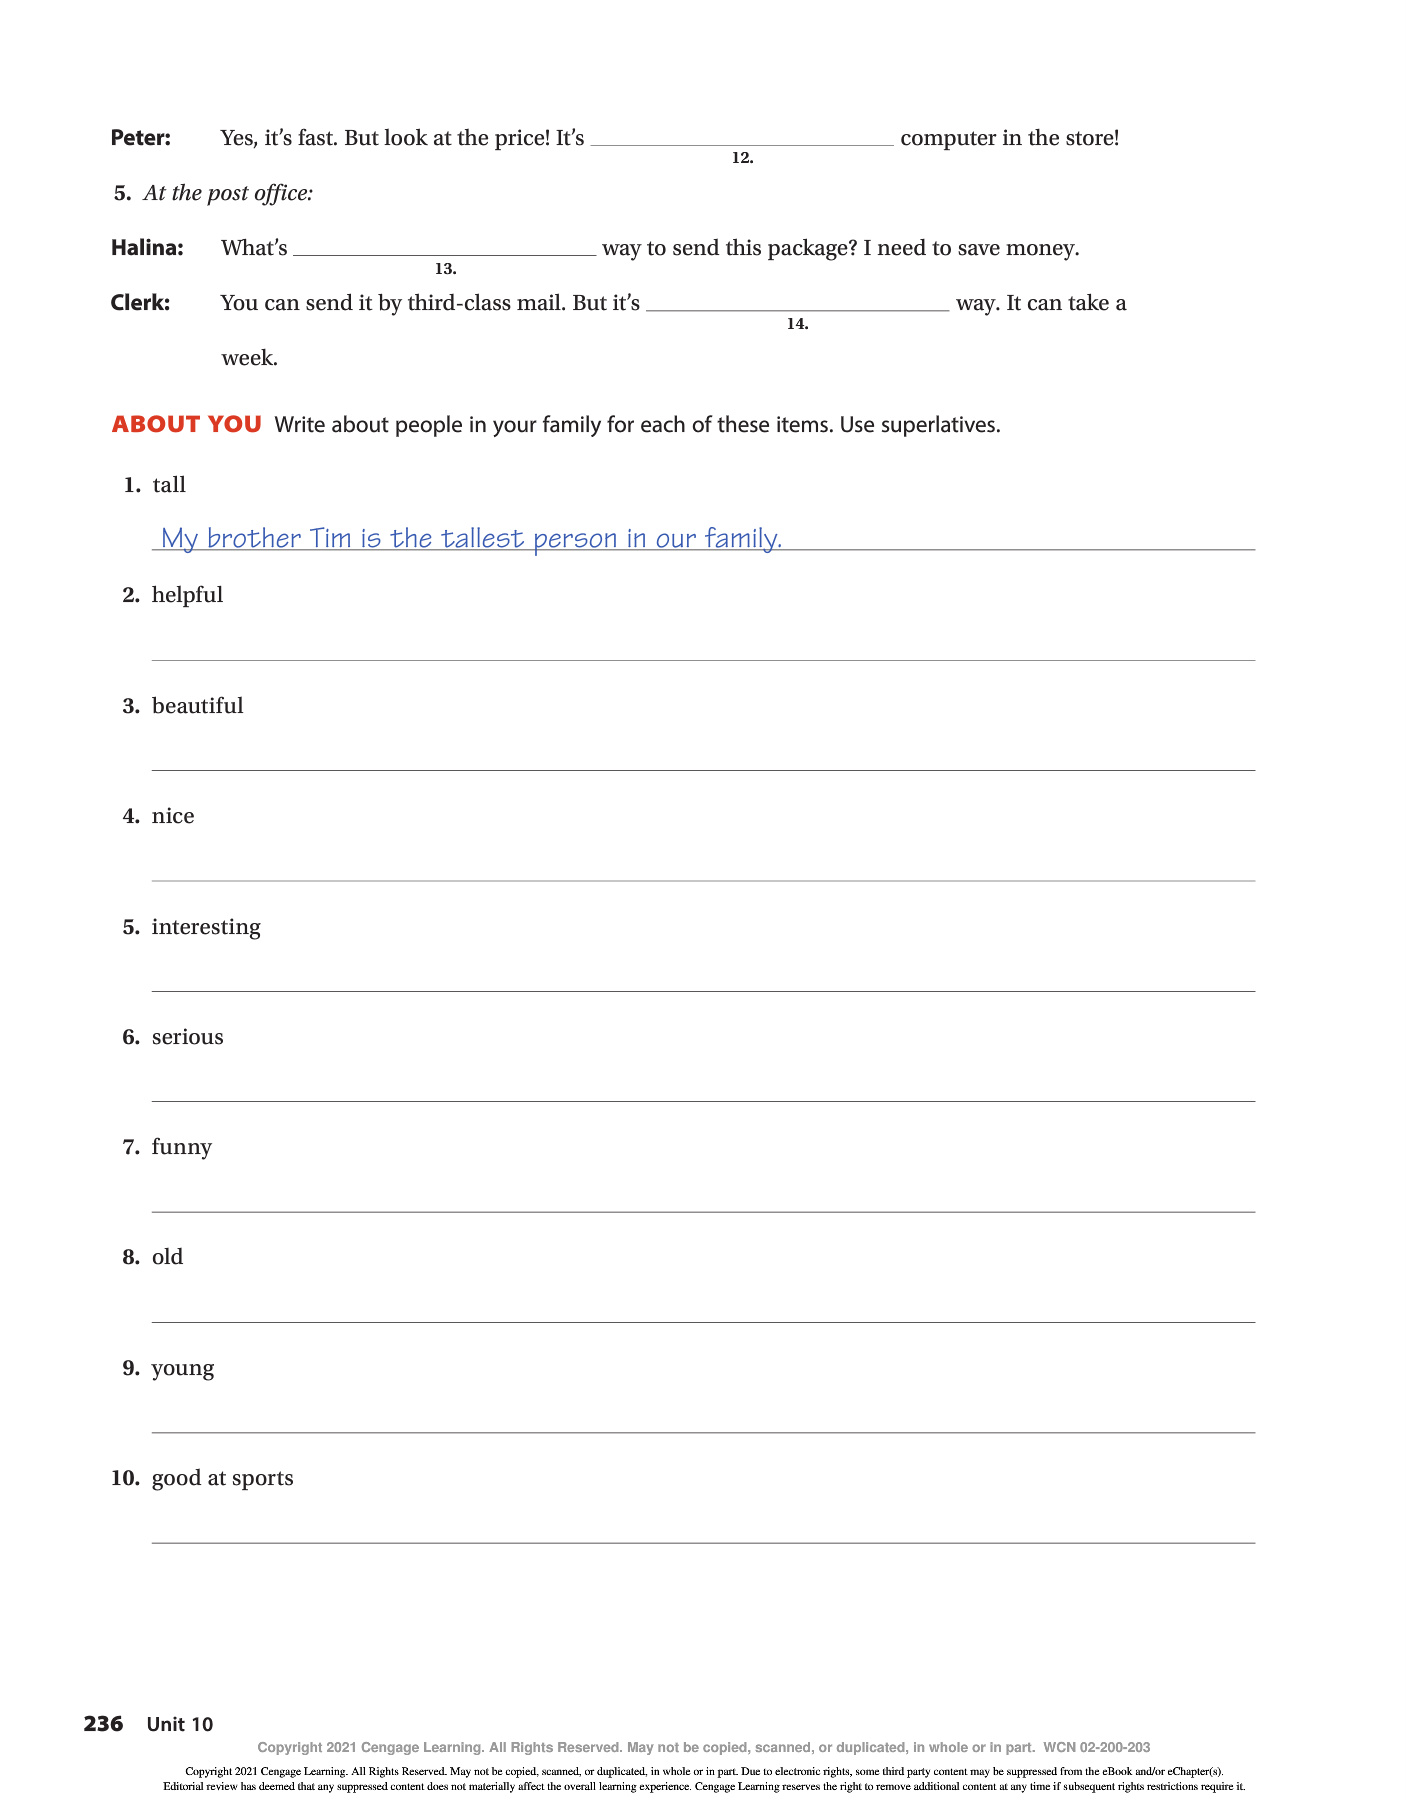 Peter: Yes, it’s fast. But look at the price! It’s ______ computer in the store!
12.
5. At the post office:
Halina: What’s ______ way to send this package? I need to save money.
13.
Clerk: You can send it by third-class mail. But it’s ______ way. It can take a
14.
week.
ABOUT YOU Write about people in your family for each of these items. Use superlatives.
1. tall
My brother Tim is the tallest person in our family.
2. helpful
3. beautiful
4. nice
5. interesting
6. serious
7. funny
8. old
9. young
10. good at sports
236 Unit 10
Copyright 2021 Cengage Learning. All Rights Reserved. May not be copied, scanned, or duplicated, in whole or in part. WCN 02-200-203
Copyright 2021 Cengage Learning. All Rights Reserved. May not be copied, scanned, or duplicated, in whole or in part. Due to electronic rights, some third party content may be suppressed from the eBook and/or eChapter(s).
Editorial review has deemed that any suppressed content does not materially affect the overall learning experience. Cengage Learning reserves the right to remove additional content at any time if subsequent rights restrictions require it.